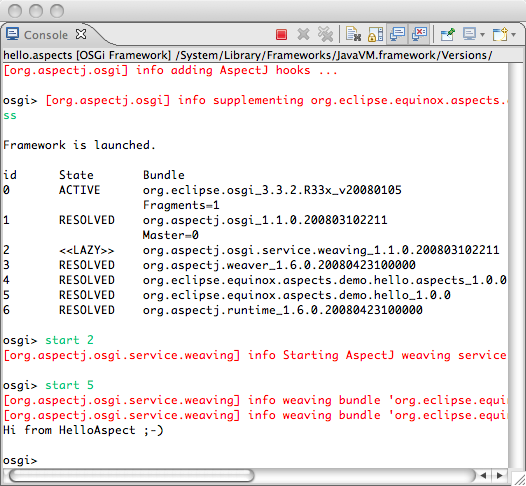 Console
hello.aspects [OSGi Framework] /System/Library/Frameworks/JavaVM.framework/Versions/
[org.aspectj.osgi] info adding AspectJ hooks ...
osgi> [org.aspectj.osgi] info supplementing org.eclipse.equinox.aspects.
ss
Framework is launched.
id State Bundle
0 ACTIVE org.eclipse.osgi_3.3.2.R33x_v20080105
Fragments=1
1 RESOLVED org.aspectj.osgi_1.1.0.200803102211
Master=0
2 <<LAZY>> org.aspectj.osgi.service.weaving_1.1.0.200803102211
3 RESOLVED org.aspectj.weaver_1.6.0.20080423100000
4 RESOLVED org.eclipse.equinox.aspects.demo.hello.aspects_1.0.0
5 RESOLVED org.eclipse.equinox.aspects.demo.hello_1.0.0
6 RESOLVED org.aspectj.runtime_1.6.0.20080423100000
osgi> start 2
[org.aspectj.osgi.service.weaving] info Starting AspectJ weaving service
osgi> start 5
[org.aspectj.osgi.service.weaving] info weaving bundle 'org.eclipse.equi
[org.aspectj.osgi.service.weaving] info weaving bundle 'org.eclipse.equi
Hi from HelloAspect ;-)
osgi>